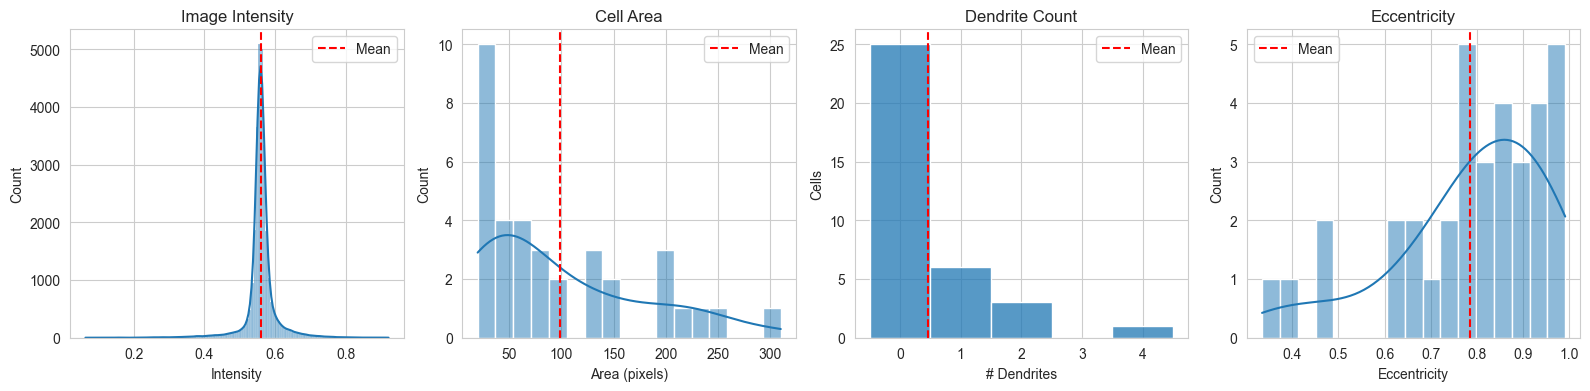 Image Intensity
Mean
5000
4000
3000
2000
1000
0
Count
0.2 0.4 0.6 0.8
Intensity
Cell Area
Mean
10
8
6
4
2
0
Count
50 100 150 200 250 300
Area (pixels)
Dendrite Count
Mean
25
20
15
10
5
0
Cells
0 1 2 3 4
# Dendrites
Eccentricity
Mean
5
4
3
2
1
0
Count
0.4 0.5 0.6 0.7 0.8 0.9 1.0
Eccentricity